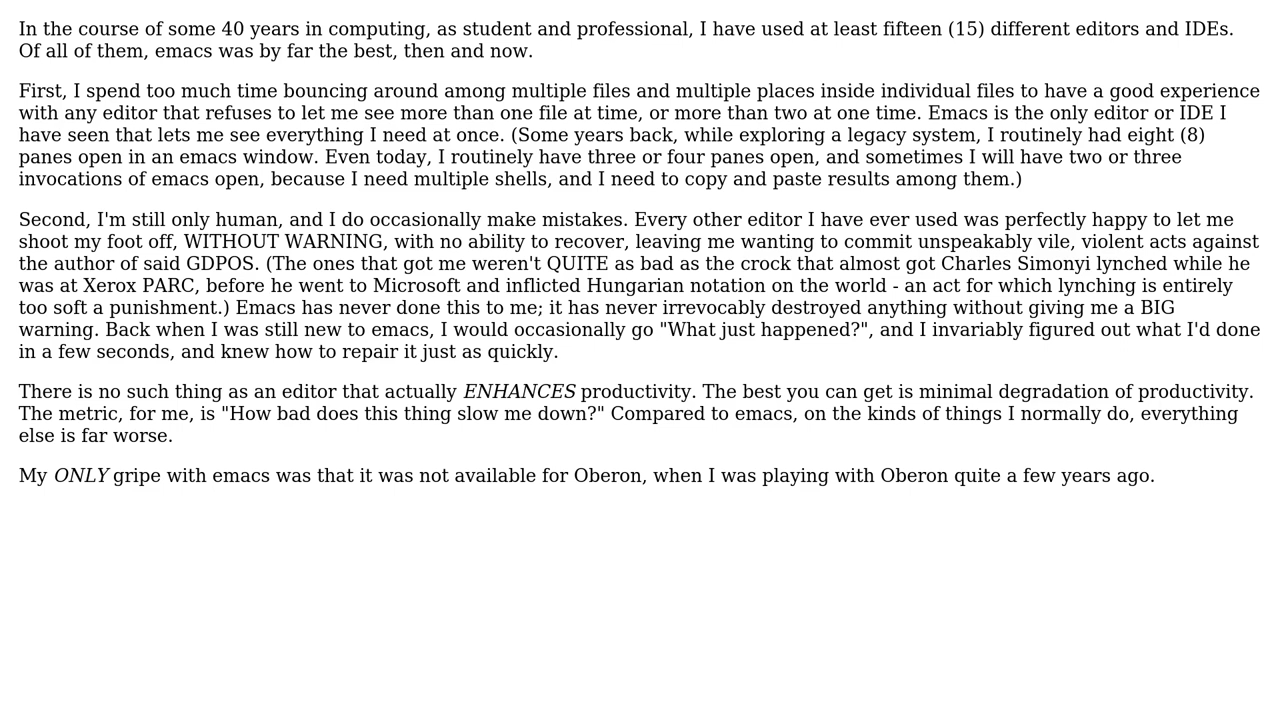 In the course of some 40 years in computing, as student and professional, I have used at least fifteen (15) different editors and IDEs.
Of all of them, emacs was by far the best, then and now.
First, I spend too much time bouncing around among multiple files and multiple places inside individual files to have a good experience
with any editor that refuses to let me see more than one file at time, or more than two at one time. Emacs is the only editor or IDE I
have seen that lets me see everything I need at once. (Some years back, while exploring a legacy system, I routinely had eight (8)
panes open in an emacs window. Even today, I routinely have three or four panes open, and sometimes I will have two or three
invocations of emacs open, because I need multiple shells, and I need to copy and paste results among them.)
Second, I'm still only human, and I do occasionally make mistakes. Every other editor I have ever used was perfectly happy to let me
shoot my foot off, WITHOUT WARNING, with no ability to recover, leaving me wanting to commit unspeakably vile, violent acts against
the author of said GDPOS. (The ones that got me weren't QUITE as bad as the crock that almost got Charles Simonyi lynched while he
was at Xerox PARC, before he went to Microsoft and inflicted Hungarian notation on the world - an act for which lynching is entirely
too soft a punishment.) Emacs has never done this to me; it has never irrevocably destroyed anything without giving me a BIG
warning. Back when I was still new to emacs, I would occasionally go "What just happened?", and I invariably figured out what I'd done
in a few seconds, and knew how to repair it just as quickly.
There is no such thing as an editor that actually ENHANCES productivity. The best you can get is minimal degradation of productivity.
The metric, for me, is "How bad does this thing slow me down?" Compared to emacs, on the kinds of things I normally do, everything
else is far worse.
My ONLY gripe with emacs was that it was not available for Oberon, when I was playing with Oberon quite a few years ago.